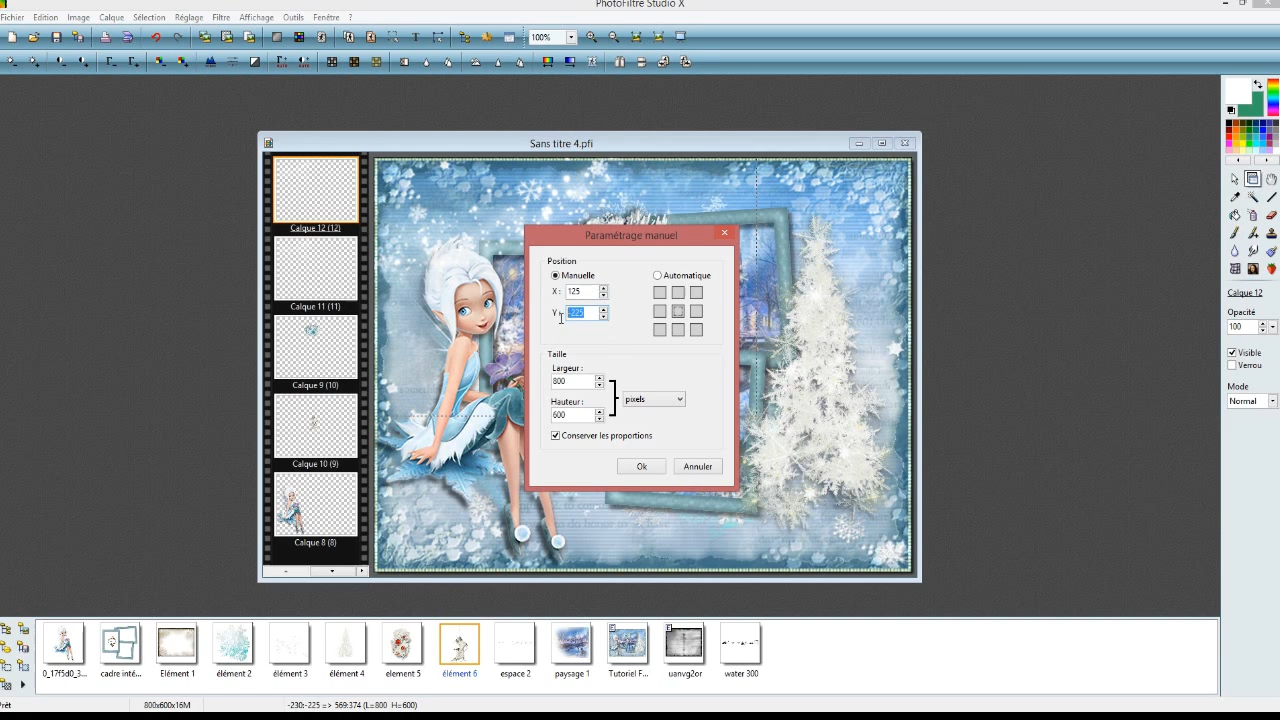 PhotoFiltre Studio X
Fichier Edition Image Calque Sélection Réglage Filtre Affichage Outils Fenêtre ?
100%
Sans titre 4.pfi
Calque 12 (12)
Calque 11 (11)
Calque 9 (10)
Calque 10 (9)
Calque 8 (8)
Paramétrage manuel
Position
Manuelle Automatique
X : 125
Y : -225
Taille
Largeur :
800
pixels
Hauteur :
600
Conserver les proportions
Ok Annuler
Calque 12
Opacité
100
Visible
Verrou
Mode
Normal
0_17f5d0_3... cadre inté... Elément 1 élément 2 élément 3 élément 4 element 5 élément 6 espace 2 paysage 1 Tutoriel F... uanvg2or water 300
Prêt 800x600x16M -230;-225 => 569:374 (L=800 H=600)